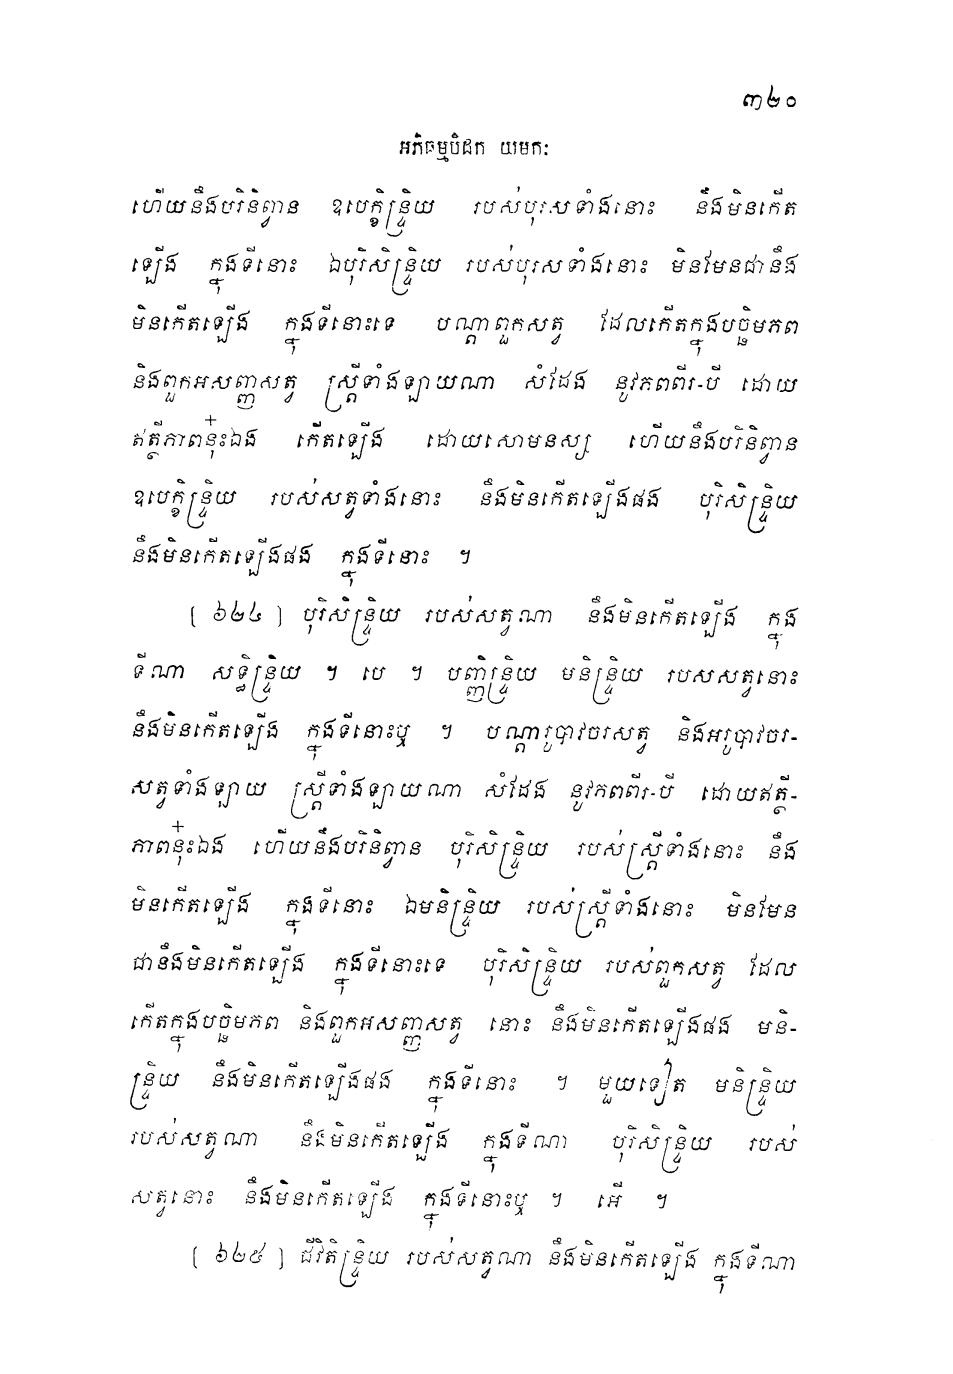 ៣២០
អភិធម្មបិដក យមកៈ
ហើយនឹងបរិនិព្វាន ឧបេក្ខិន្ទ្រិយ របស់បុរសទាំងនោះ នឹងមិនកើត
ឡើង ក្នុងទីនោះ ឯបុរិសិន្ទ្រិយ របស់បុរសទាំងនោះ មិនមែនជានឹង
មិនកើតឡើង ក្នុងទីនោះទេ បណ្តាពួកសត្វ ដែលកើតក្នុងបច្ឆិមភព
និងពួកអសញ្ញសត្វ ស្ត្រីទាំងឡាយណា សំដែង នូវភពពីរ-បី ដោយ
ឥត្ថីភាពនុ៎ះឯង កើតឡើង ដោយសោមនស្ស ហើយនឹងបរិនិព្វាន
ឧបេក្ខិន្ទ្រិយ របស់សត្វទាំងនោះ នឹងមិនកើតឡើងផង បុរិសិន្ទ្រិយ
នឹងមិនកើតឡើងផង ក្នុងទីនោះ ។
[ ៦២៤ ] បុរិសិន្ទ្រិយ របស់សត្វណា នឹងមិនកើតឡើង ក្នុង
ទីណា សទ្ធិន្ទ្រិយ ។ បេ ។ បញ្ញិន្ទ្រិយ មនិន្ទ្រិយ របសសត្វនោះ
នឹងមិនកើតឡើង ក្នុងទីនោះឬ ។ បណ្តារូបាវចរសត្វ និងអរូបាវចរ-
សត្វទាំងឡាយ ស្ត្រីទាំងឡាយណា សំដែង នូវភពពីរ-បី ដោយឥត្ថី-
ភាពនុ៎ះឯង ហើយនឹងបរិនិព្វាន បុរិសិន្ទ្រិយ របស់ស្ត្រីទាំងនោះ នឹង
មិនកើតឡើង ក្នុងទីនោះ ឯមនិន្ទ្រិយ របស់ស្ត្រីទាំងនោះ មិនមែន
ជានឹងមិនកើតឡើង ក្នុងទីនោះទេ បុរិសិន្ទ្រិយ របស់ពួកសត្វ ដែល
កើតក្នុងបច្ឆិមភព និងពួកអសញ្ញសត្វ នោះ នឹងមិនកើតឡើងផង មនិ-
ន្ទ្រិយ នឹងមិនកើតឡើងផង ក្នុងទីនោះ ។ មួយទៀត មនិន្ទ្រិយ
របស់សត្វណា នឹងមិនកើតឡើង ក្នុងទីណា បុរិសិន្ទ្រិយ របស់
សត្វនោះ នឹងមិនកើតឡើង ក្នុងទីនោះឬ ។ អើ ។
[ ៦២៥ ] ជីវិតិន្ទ្រិយ របស់សត្វណា នឹងមិនកើតឡើង ក្នុងទីណា